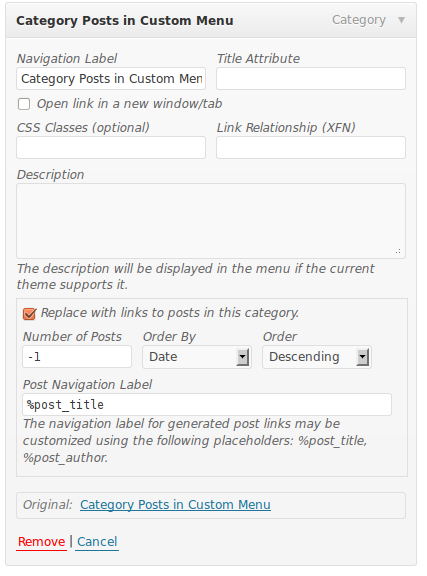 Category Posts in Custom Menu Category
Navigation Label Title Attribute
Category Posts in Custom Men
Open link in a new window/tab
CSS Classes (optional) Link Relationship (XFN)
Description
The description will be displayed in the menu if the current
theme supports it.
Replace with links to posts in this category.
Number of Posts Order By Order
-1 Date Descending
Post Navigation Label
%post_title
The navigation label for generated post links may be
customized using the following placeholders: %post_title,
%post_author.
Original: Category Posts in Custom Menu
Remove | Cancel